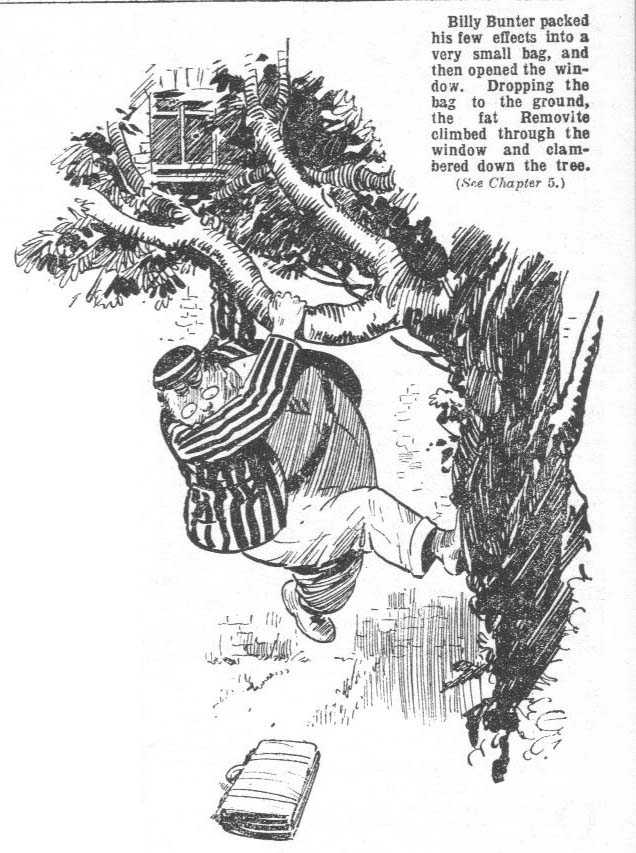 Billy Bunter packed
his few effects into a
very small bag, and
then opened the win-
dow. Dropping the
bag to the ground,
the fat Removite
climbed through the
window and clam-
bered down the tree.
(See Chapter 5.)